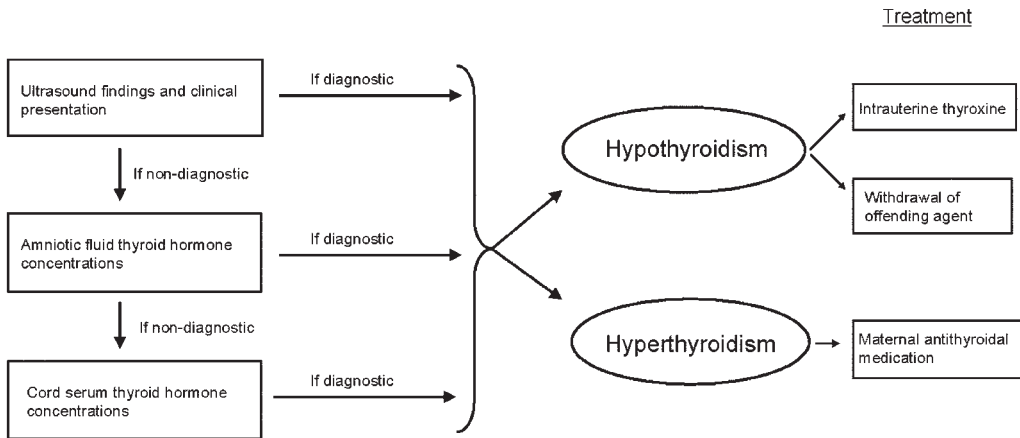 Treatment
Ultrasound findings and clinical
presentation
If diagnostic
If non-diagnostic
Amniotic fluid thyroid hormone
concentrations
If diagnostic
If non-diagnostic
Cord serum thyroid hormone
concentrations
If diagnostic
Hypothyroidism
Intrauterine thyroxine
Withdrawal of
offending agent
Hyperthyroidism
Maternal antithyroidal
medication